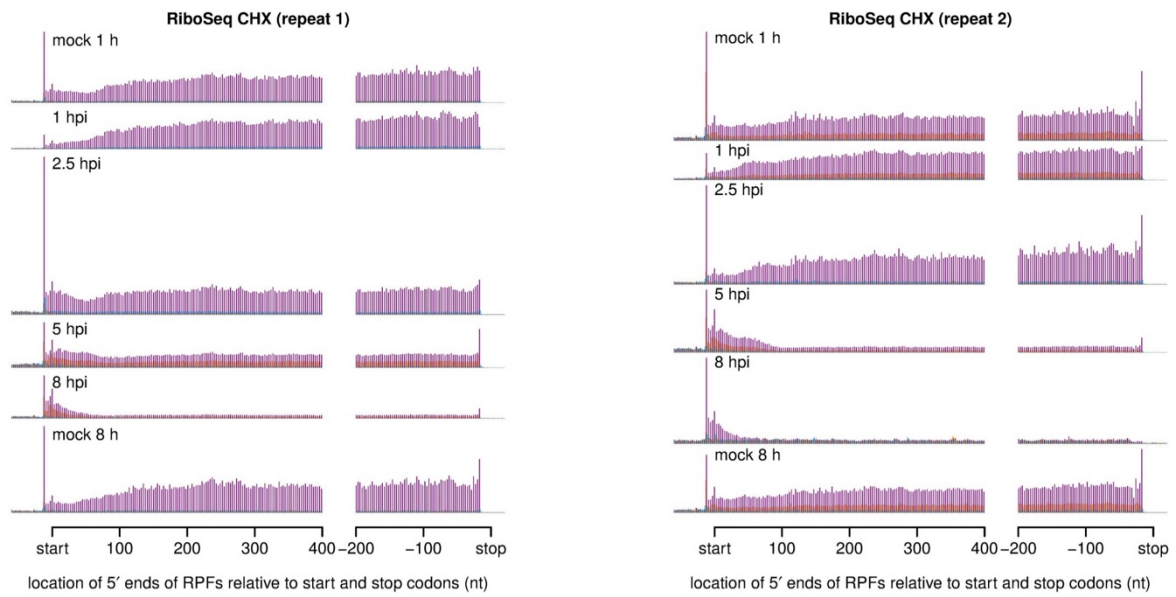 RiboSeq CHX (repeat 1)
mock 1 h
1 hpi
2.5 hpi
5 hpi
8 hpi
mock 8 h
start 100 200 300 400 −200 −100 stop
location of 5′ ends of RPFs relative to start and stop codons (nt)
RiboSeq CHX (repeat 2)
mock 1 h
1 hpi
2.5 hpi
5 hpi
8 hpi
mock 8 h
start 100 200 300 400 −200 −100 stop
location of 5′ ends of RPFs relative to start and stop codons (nt)